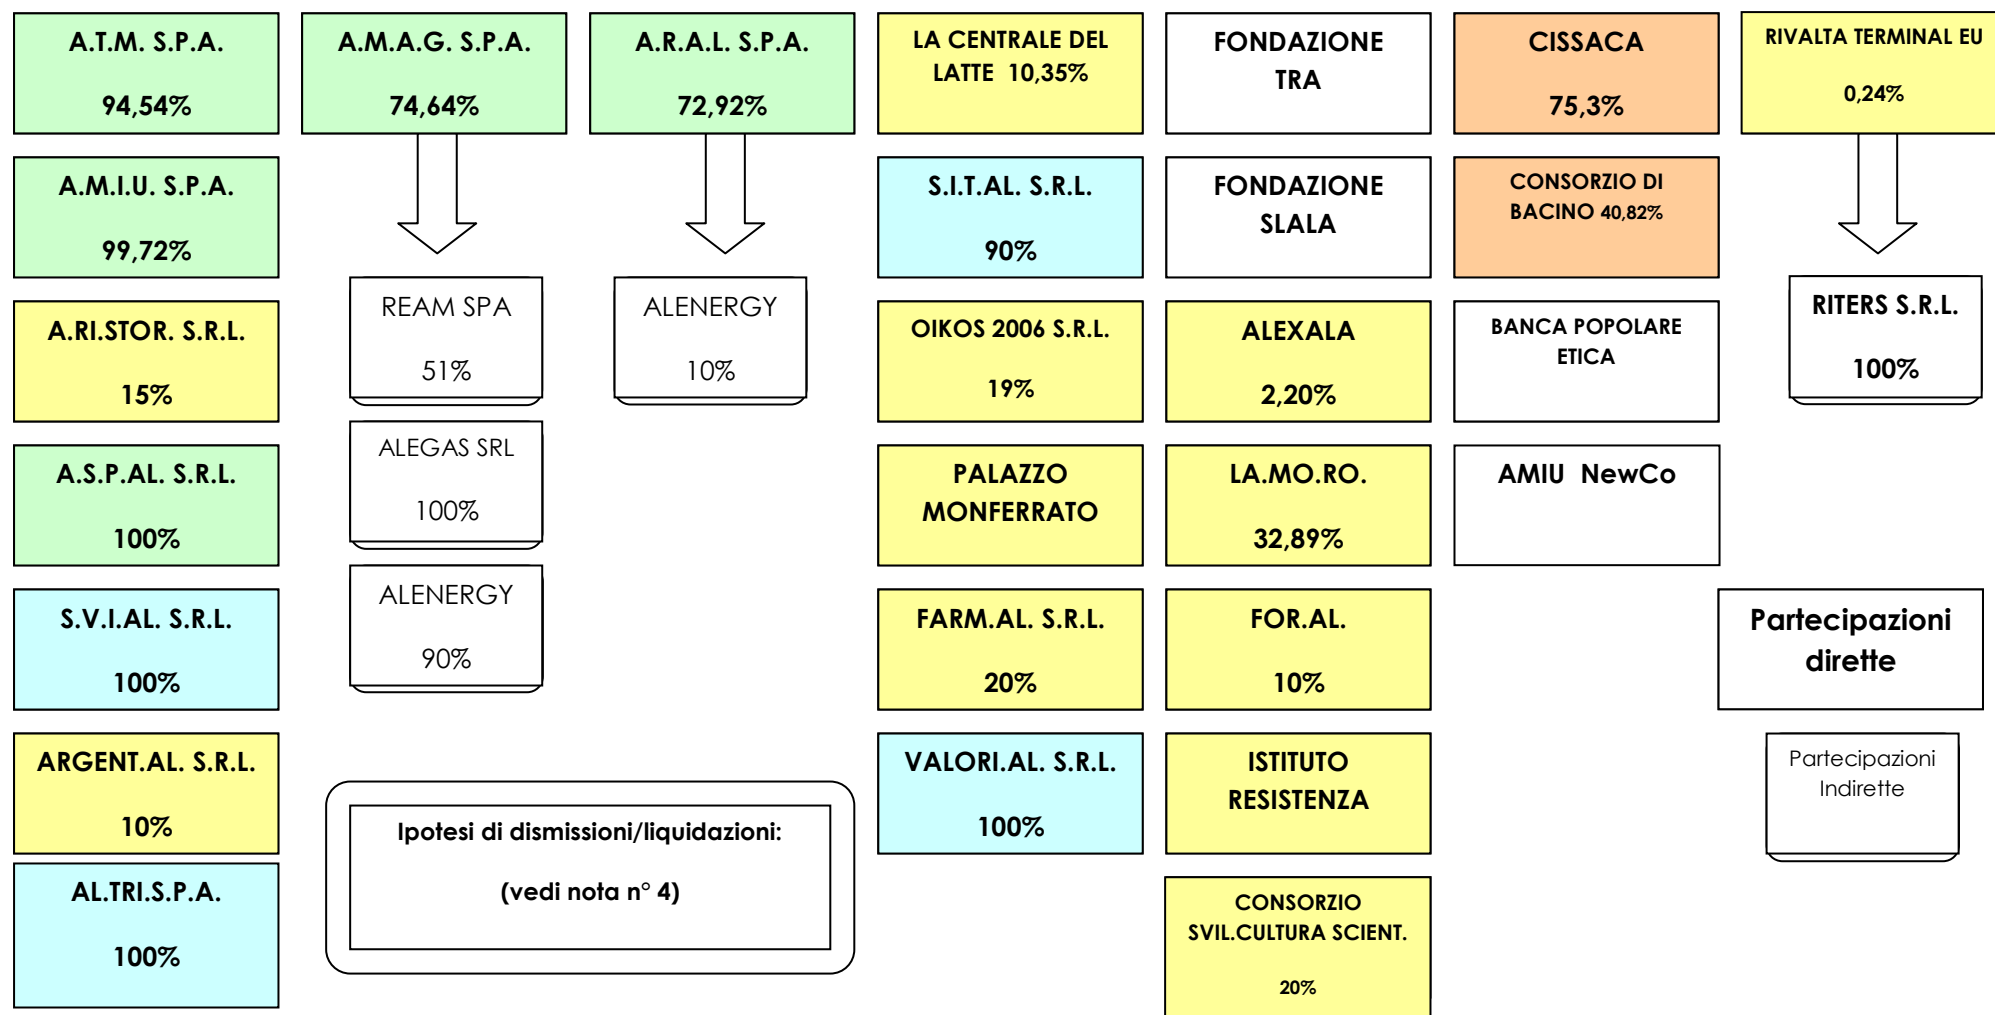 A.T.M. S.P.A.
94,54%
A.M.A.G. S.P.A.
74,64%
A.R.A.L. S.P.A.
72,92%
LA CENTRALE DEL
LATTE 10,35%
FONDAZIONE
TRA
CISSACA
75,3%
RIVALTA TERMINAL EU
0,24%
A.M.I.U. S.P.A.
99,72%
S.I.T.AL. S.R.L.
90%
FONDAZIONE
SLALA
CONSORZIO DI
BACINO 40,82%
A.RI.STOR. S.R.L.
15%
REAM SPA
51%
ALENERGY
10%
OIKOS 2006 S.R.L.
19%
ALEXALA
2,20%
BANCA POPOLARE
ETICA
RITERS S.R.L.
100%
A.S.P.AL. S.R.L.
100%
ALEGAS SRL
100%
PALAZZO
MONFERRATO
LA.MO.RO.
32,89%
AMIU NewCo
S.V.I.AL. S.R.L.
100%
ALENERGY
90%
FARM.AL. S.R.L.
20%
FOR.AL.
10%
Partecipazioni
dirette
ARGENT.AL. S.R.L.
10%
Ipotesi di dismissioni/liquidazioni:
(vedi nota n° 4)
VALORI.AL. S.R.L.
100%
ISTITUTO
RESISTENZA
Partecipazioni
Indirette
AL.TRI.S.P.A.
100%
CONSORZIO
SVIL.CULTURA SCIENT.
20%